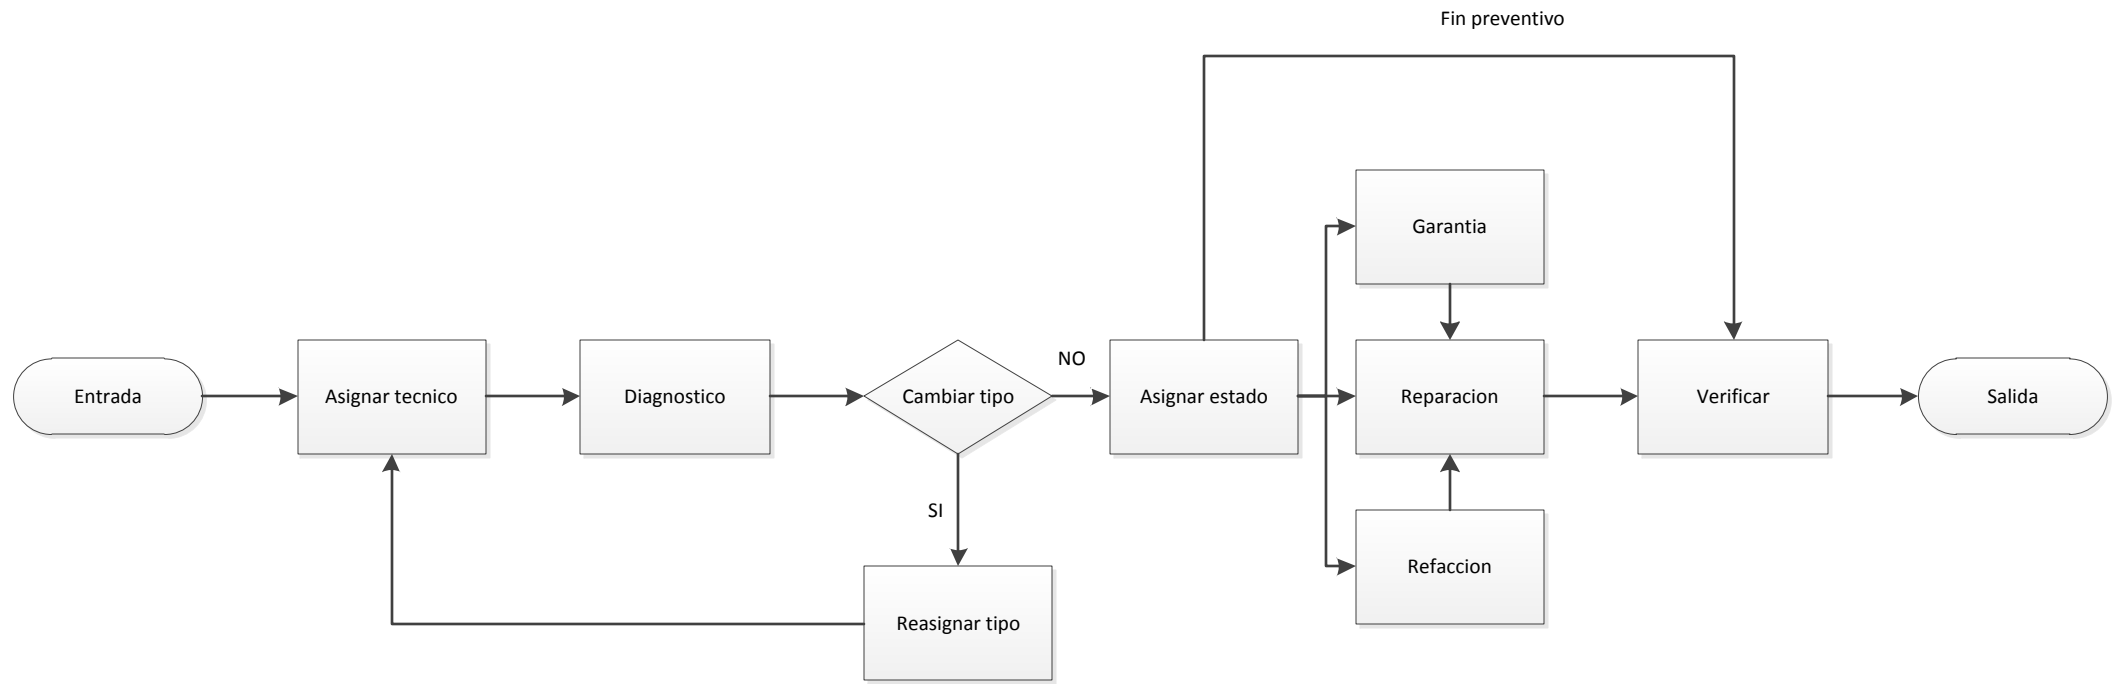 Fin preventivo
Garantia
NO
Entrada
Asignar tecnico
Diagnostico
Cambiar tipo
Asignar estado
Reparacion
Verificar
Salida
SI
Refaccion
Reasignar tipo